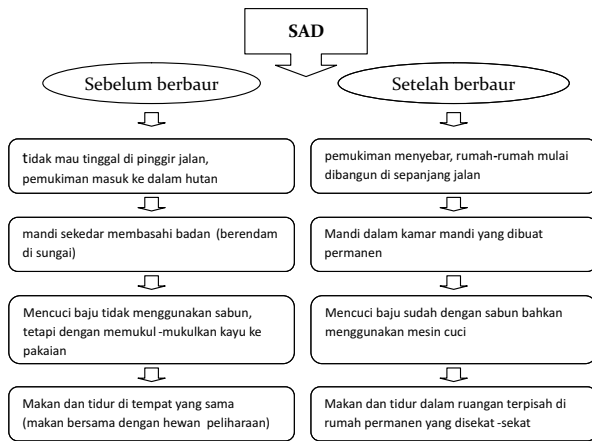 SAD
Sebelum berbaur
tidak mau tinggal di pinggir jalan,
pemukiman masuk ke dalam hutan
mandi sekedar membasahi badan (berendam
di sungai)
Mencuci baju tidak menggunakan sabun,
tetapi dengan memukul -mukulkan kayu ke
pakaian
Makan dan tidur di tempat yang sama
(makan bersama dengan hewan peliharaan)
Setelah berbaur
pemukiman menyebar, rumah-rumah mulai
dibangun di sepanjang jalan
Mandi dalam kamar mandi yang dibuat
permanen
Mencuci baju sudah dengan sabun bahkan
menggunakan mesin cuci
Makan dan tidur dalam ruangan terpisah di
rumah permanen yang disekat -sekat